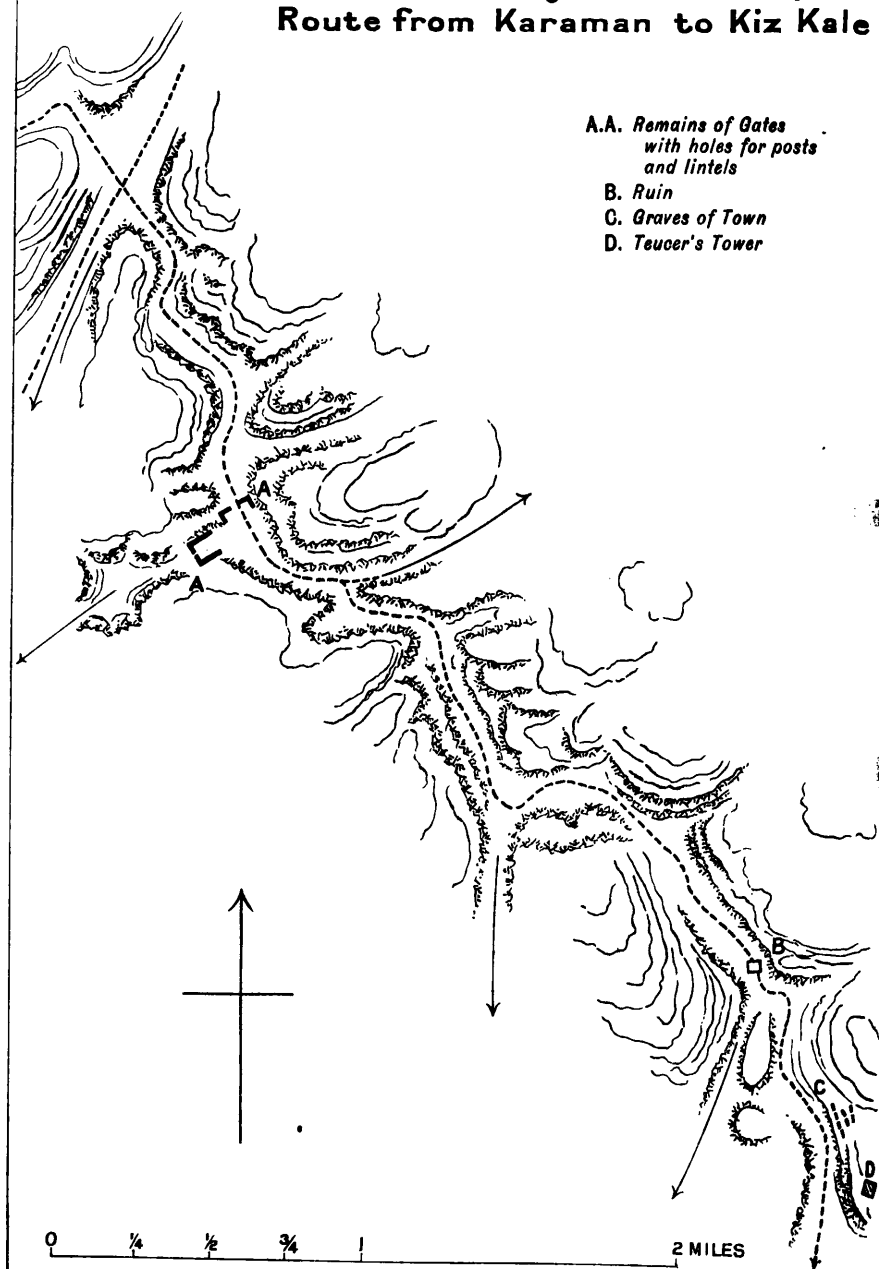 Route from Karaman to Kiz Kale
A.A. Remains of Gates
with holes for posts
and lintels
B. Ruin
C. Graves of Town
D. Teucer's Tower
A
A
B
C
D
0 ¼ ½ ¾ 1 2 MILES